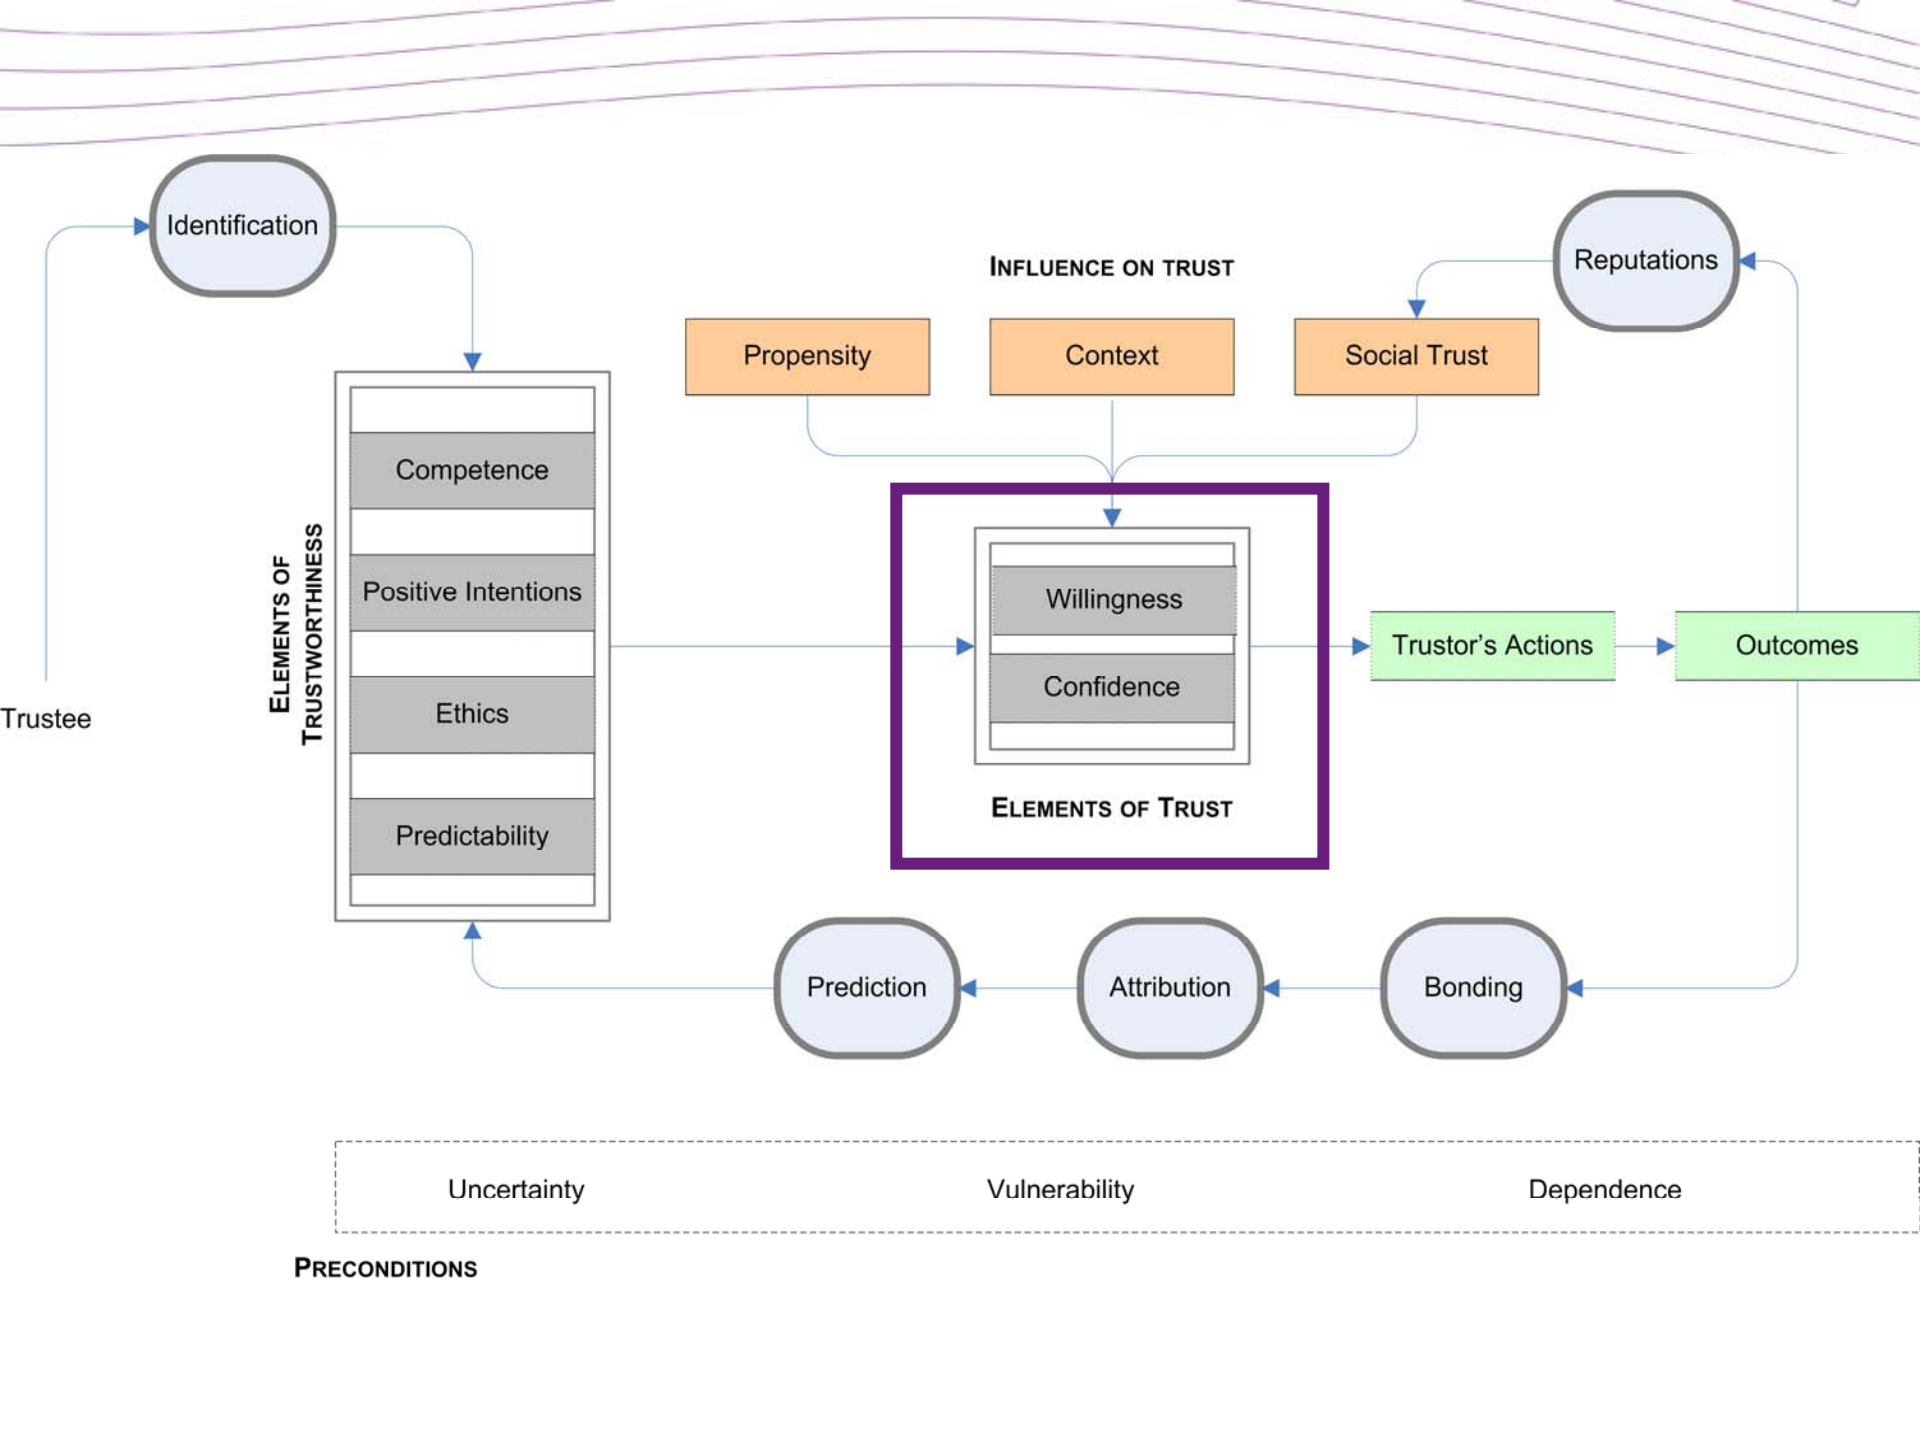 Identification
Reputations
INFLUENCE ON TRUST
Propensity
Context
Social Trust
ELEMENTS OF
TRUSTWORTHINESS
Competence
Positive Intentions
Ethics
Predictability
Willingness
Confidence
ELEMENTS OF TRUST
Trustor’s Actions
Outcomes
Trustee
Prediction
Attribution
Bonding
Uncertainty
Vulnerability
Dependence
PRECONDITIONS